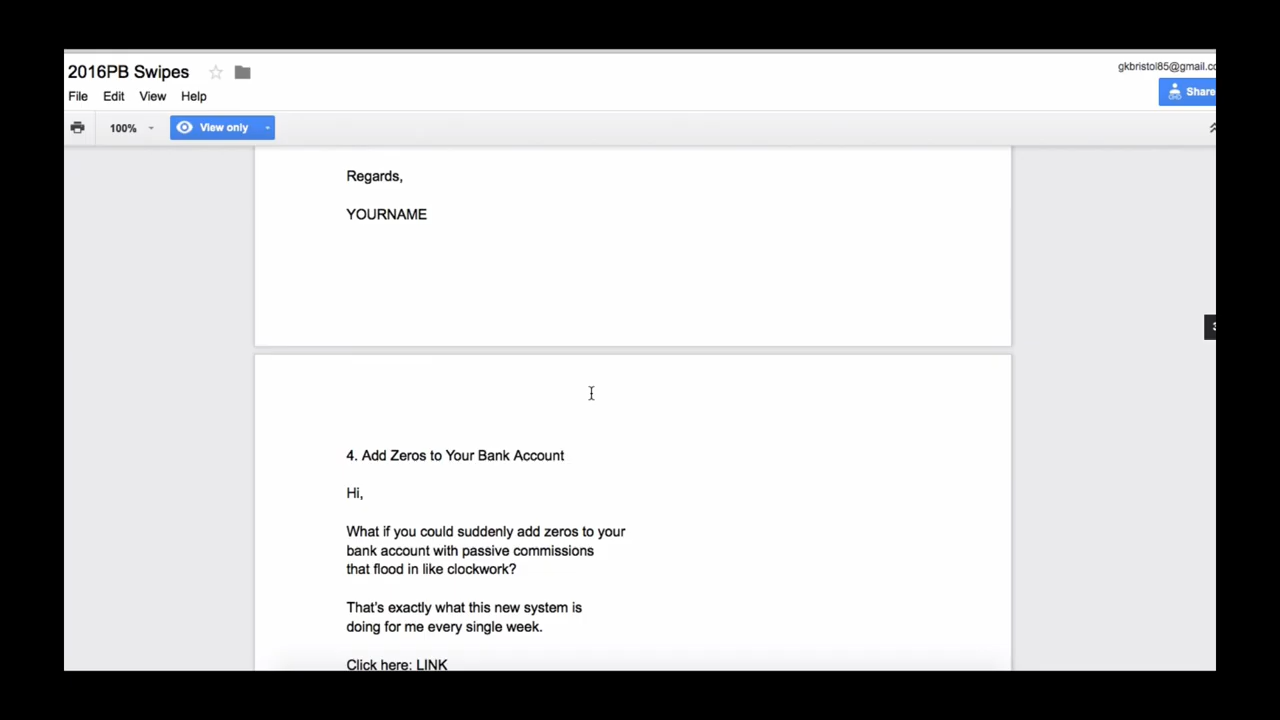 2016PB Swipes
gkbristol85@gmail.co
File Edit View Help
Share
100% View only
Regards,
YOURNAME
4. Add Zeros to Your Bank Account
Hi,
What if you could suddenly add zeros to your
bank account with passive commissions
that flood in like clockwork?
That's exactly what this new system is
doing for me every single week.
Click here: LINK